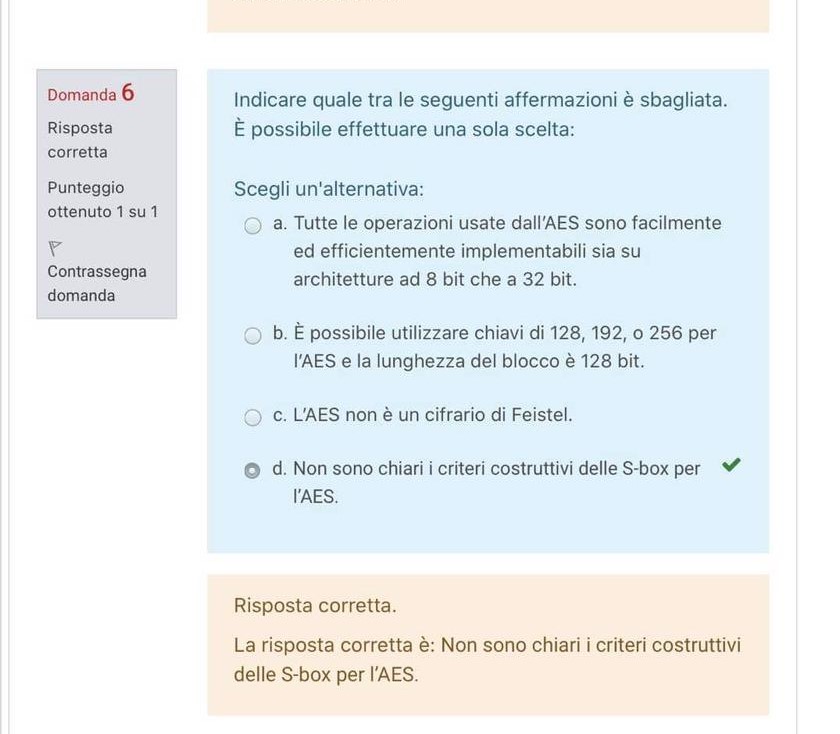 Domanda 6
Risposta
corretta
Punteggio
ottenuto 1 su 1
Contrassegna
domanda
Indicare quale tra le seguenti affermazioni è sbagliata.
È possibile effettuare una sola scelta:
Scegli un'alternativa:
a. Tutte le operazioni usate dall'AES sono facilmente
ed efficientemente implementabili sia su
architetture ad 8 bit che a 32 bit.
b. È possibile utilizzare chiavi di 128, 192, o 256 per
l'AES e la lunghezza del blocco è 128 bit.
c. L'AES non è un cifrario di Feistel.
d. Non sono chiari i criteri costruttivi delle S-box per
l'AES.
Risposta corretta.
La risposta corretta è: Non sono chiari i criteri costruttivi
delle S-box per l'AES.